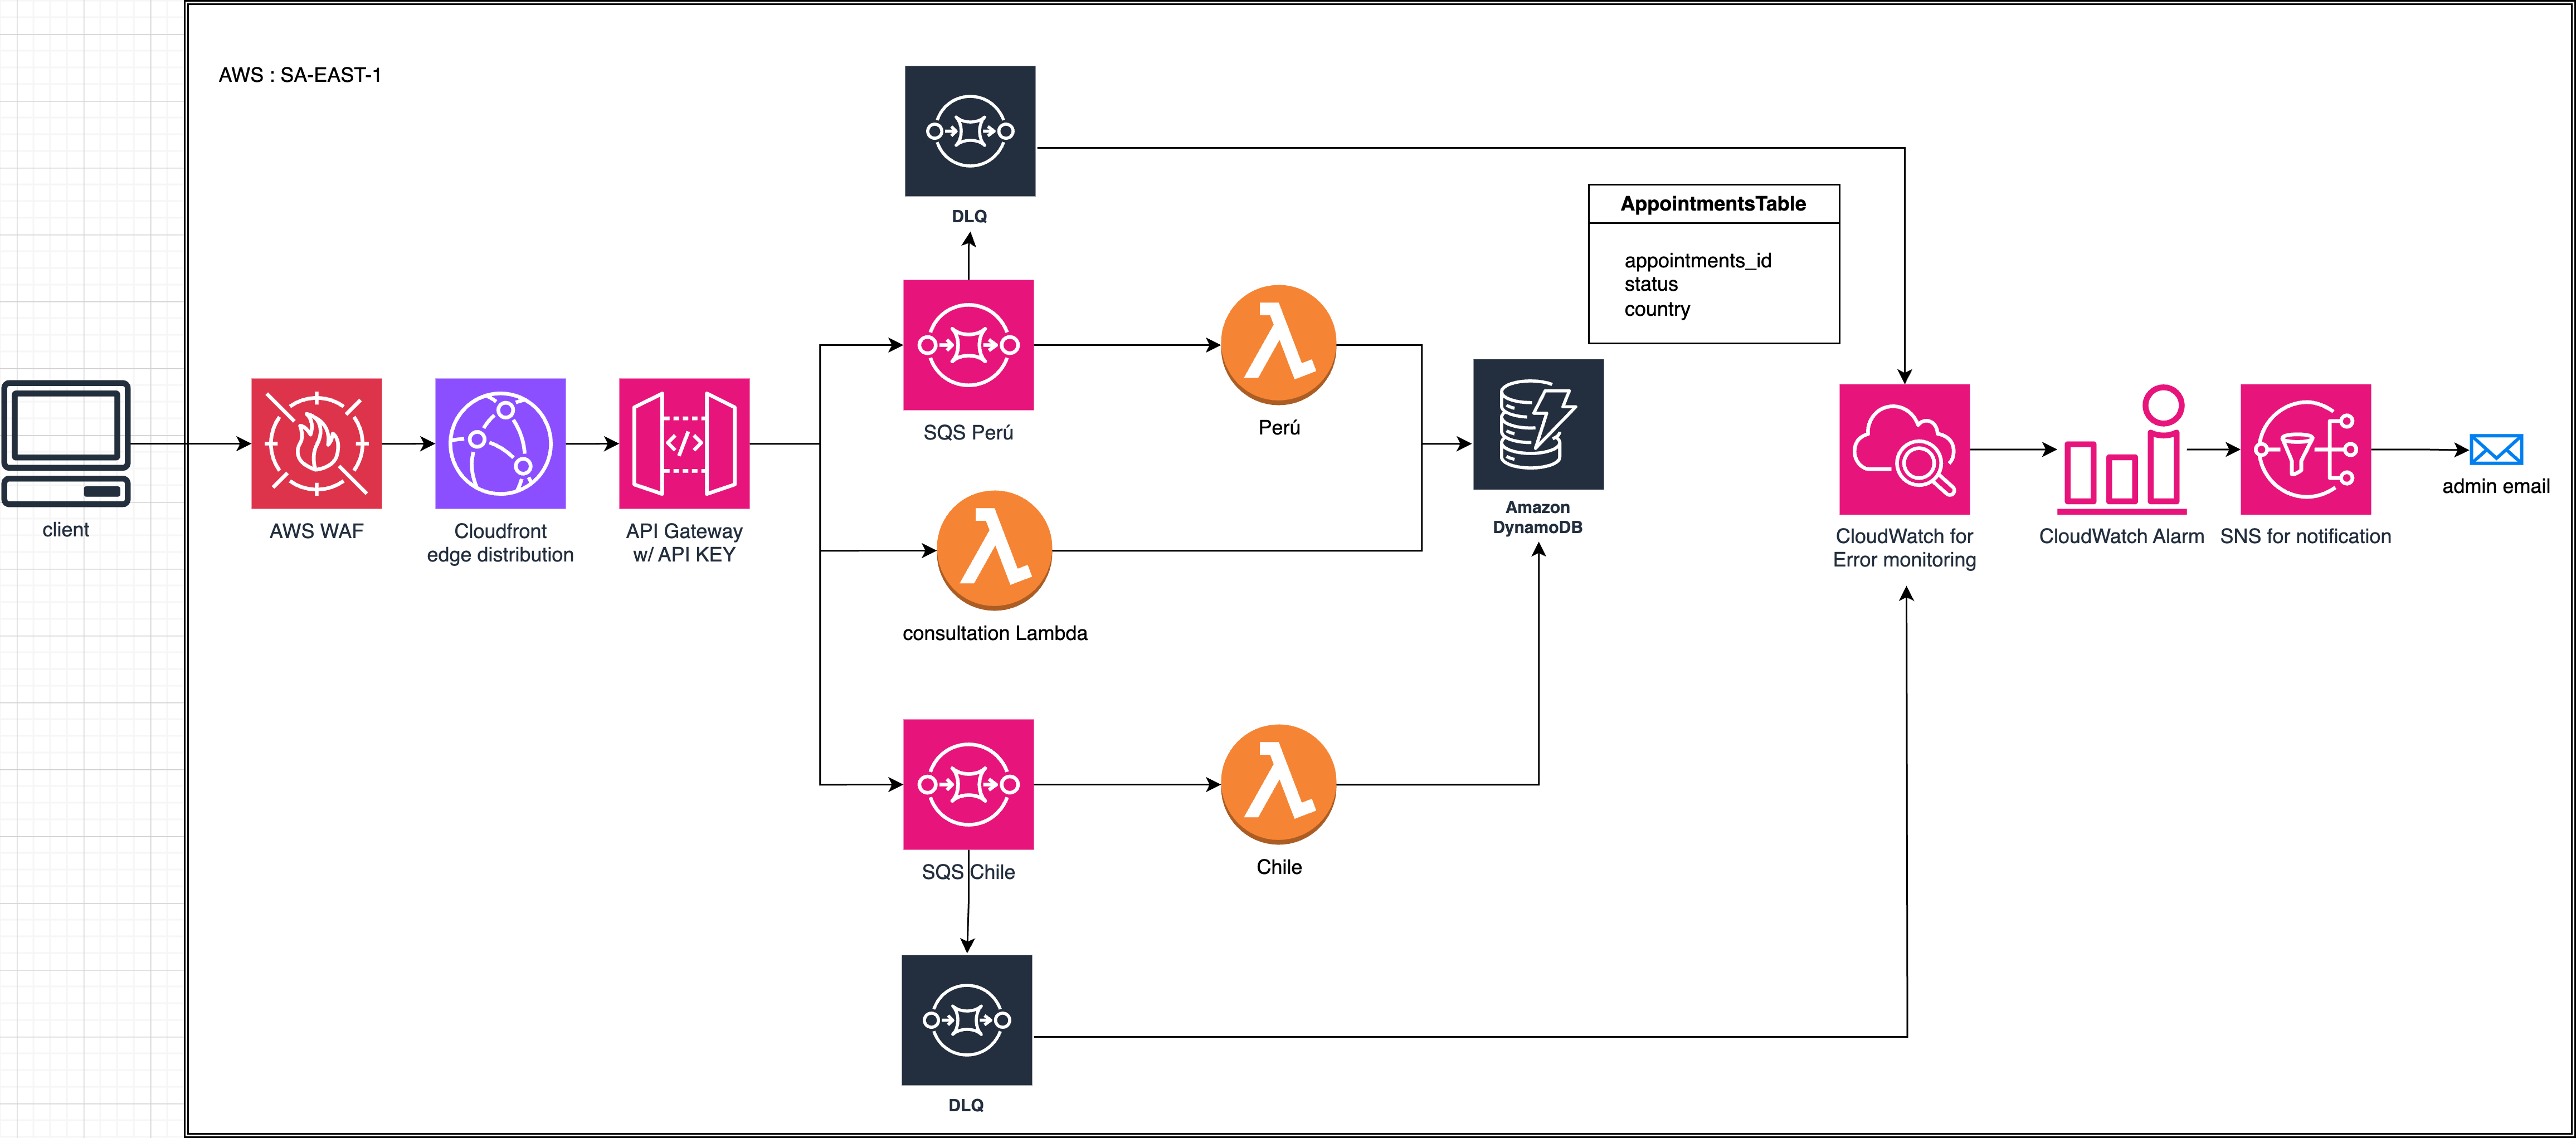 AWS : SA-EAST-1
DLQ
AppointmentsTable
appointments_id
status
country
SQS Perú
Perú
client
AWS WAF
Cloudfront
edge distribution
API Gateway
w/ API KEY
consultation Lambda
Amazon
DynamoDB
CloudWatch for
Error monitoring
CloudWatch Alarm
SNS for notification
admin email
SQS Chile
Chile
DLQ